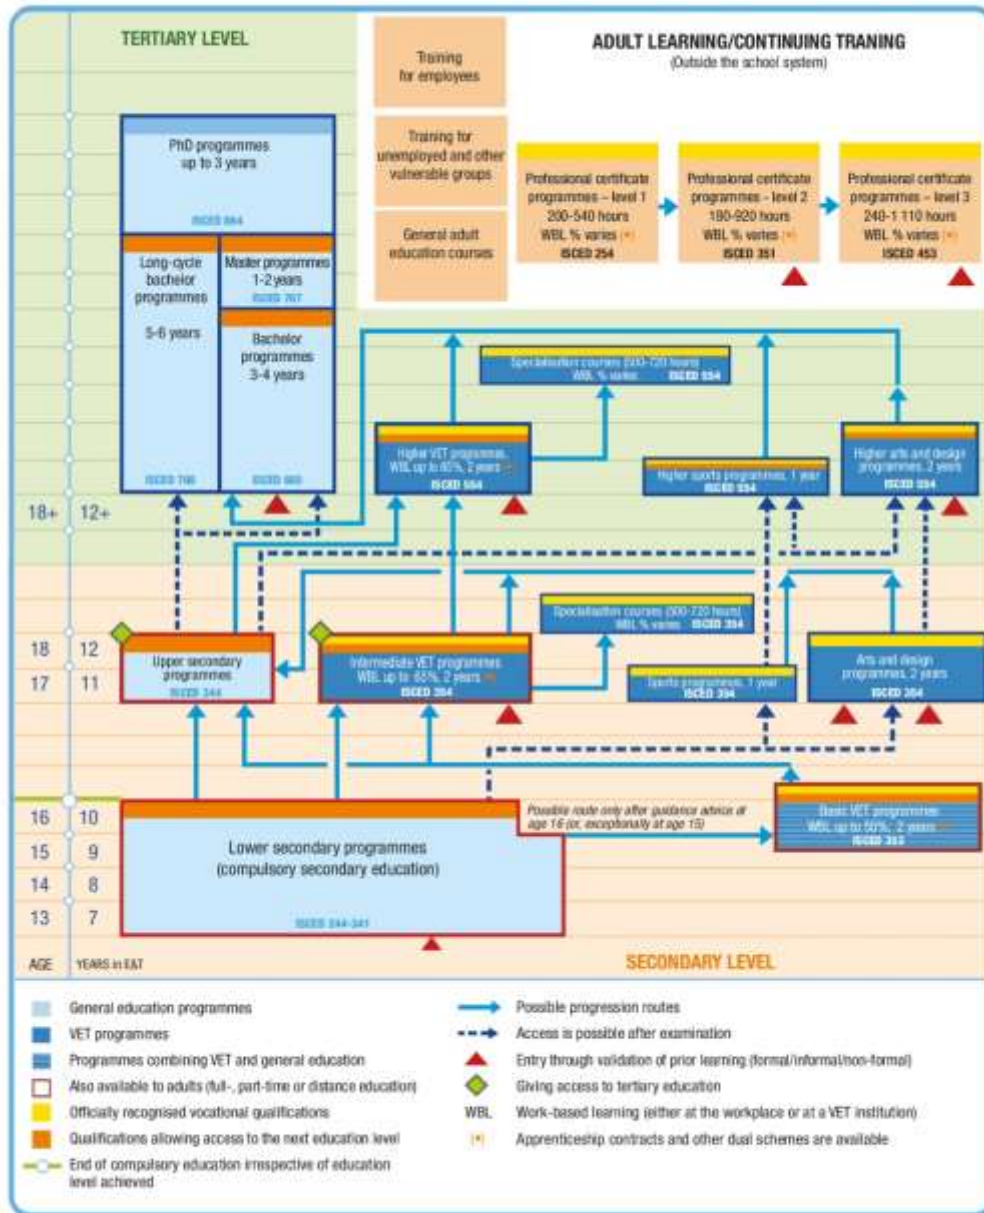 TERTIARY LEVEL
Training
for employees
ADULT LEARNING/CONTINUING TRANING
(Outside the school system)
PhD programmes
up to 3 years
ISCED 864
Training for
unemployed and other
vulnerable groups
Professional certificate
programmes – level 1
200-540 hours
WBL % varies (*)
ISCED 254
Professional certificate
programmes – level 2
180-920 hours
WBL % varies (*)
ISCED 351
Professional certificate
programmes – level 3
240-1 110 hours
WBL % varies (*)
ISCED 453
General adult
education courses
Long-cycle
bachelor
programmes
5-6 years
ISCED 766
Master programmes
1-2 years
ISCED 767
Bachelor
programmes
3-4 years
Specialisation courses (500-720 hours)
WBL % varies ISCED 554
Higher VET programmes,
WBL up to 65%, 2 years
ISCED 554
Higher sports programmes, 1 year
ISCED 554
Higher arts and design
programmes, 2 years
ISCED 554
18+ 12+
Specialisation courses (500-720 hours)
WBL % varies ISCED 354
18 12
17 11
Upper secondary
programmes
ISCED 344
Intermediate VET programmes
WBL up to 65%, 2 years
ISCED 354
Sports programmes, 1 year
ISCED 354
Arts and design
programmes, 2 years
ISCED 354
Possible route only after guidance advice at
age 16 (or, exceptionally at age 15)
Basic VET programmes
WBL up to 50%, 2 years
ISCED 353
16 10
15 9
14 8
13 7
Lower secondary programmes
(compulsory secondary education)
ISCED 244-341
AGE YEARS in E&T
SECONDARY LEVEL
General education programmes
VET programmes
Programmes combining VET and general education
Also available to adults (full-, part-time or distance education)
Officially recognised vocational qualifications
Qualifications allowing access to the next education level
End of compulsory education irrespective of education
level achieved
Possible progression routes
Access is possible after examination
Entry through validation of prior learning (formal/informal/non-formal)
Giving access to tertiary education
WBL Work-based learning (either at the workplace or at a VET institution)
(*) Apprenticeship contracts and other dual schemes are available